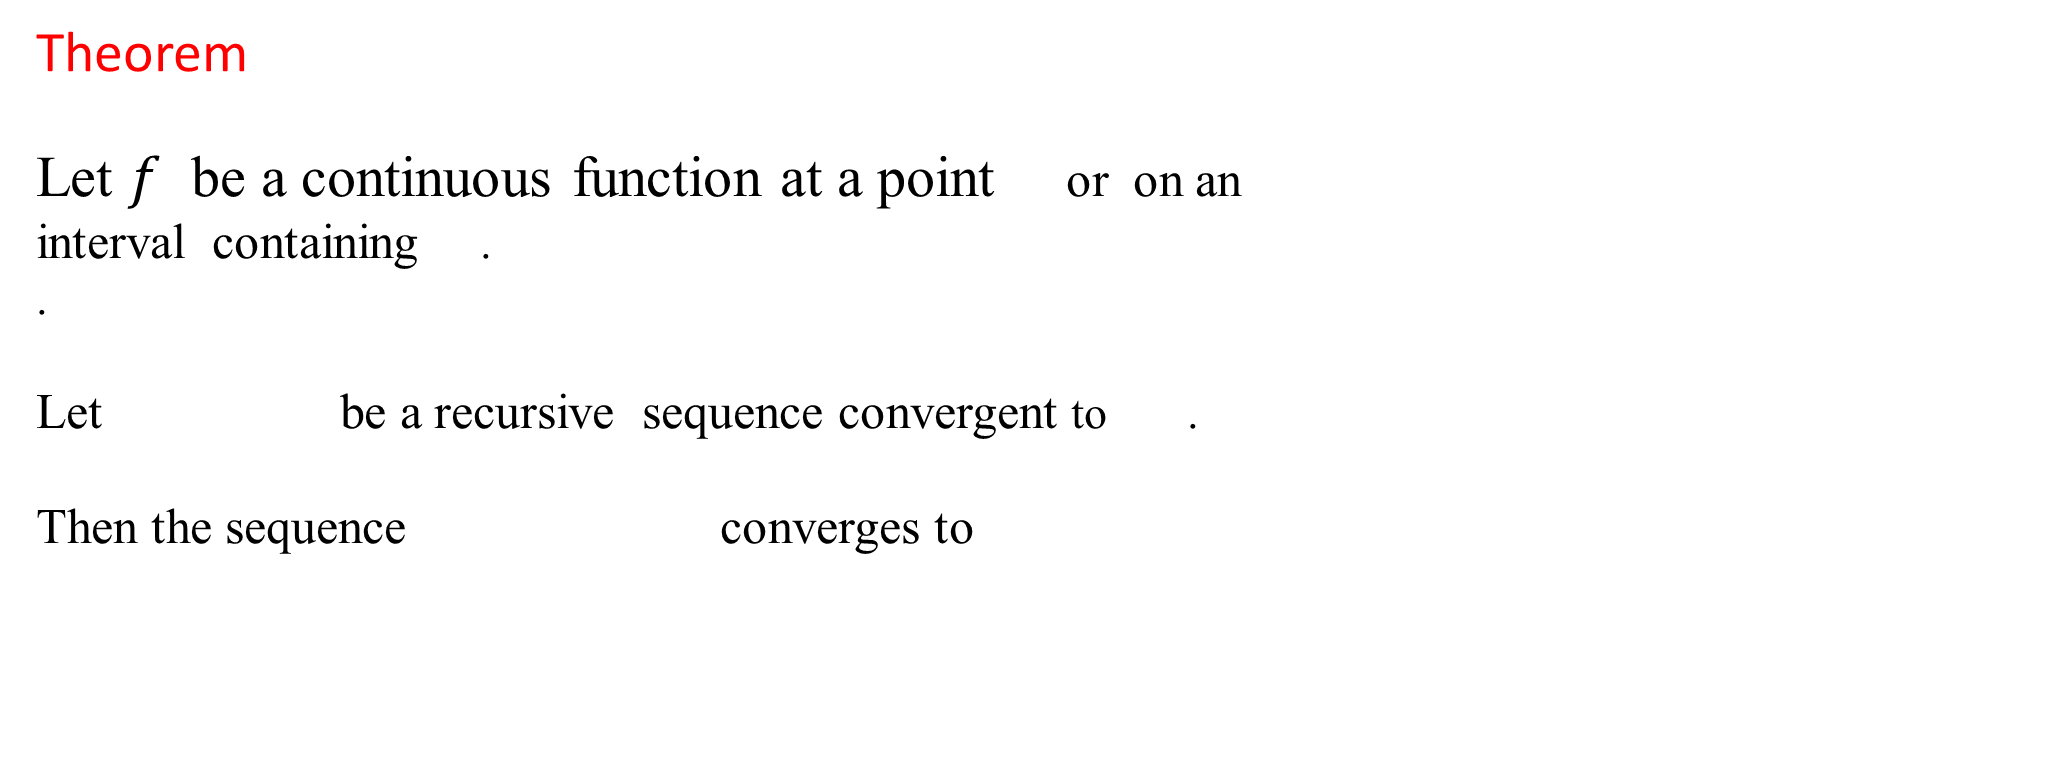 Theorem
Let f be a continuous function at a point or on an
interval containing .
.
Let be a recursive sequence convergent to .
Then the sequence converges to